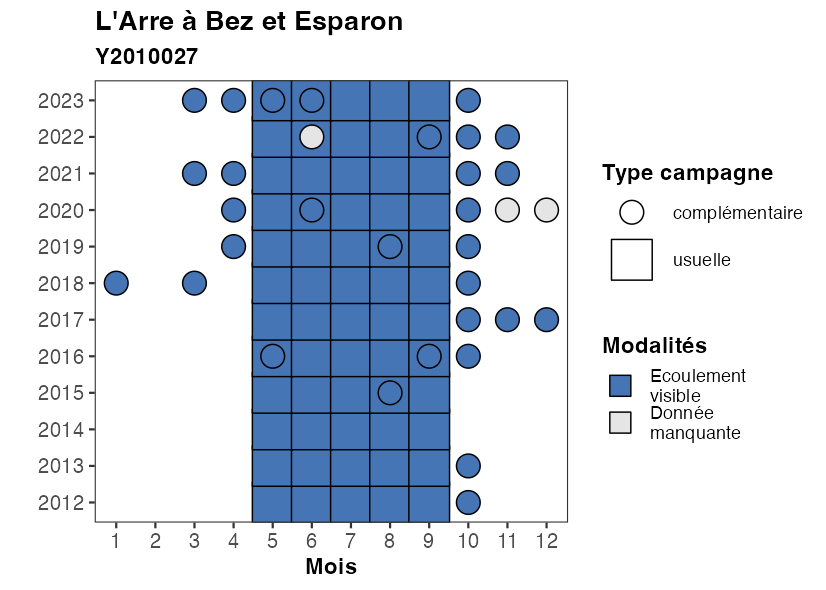 L'Arre à Bez et Esparon
Y2010027
2023
2022
2021
2020
2019
2018
2017
2016
2015
2014
2013
2012
1 2 3 4 5 6 7 8 9 10 11 12
Mois
Type campagne
complémentaire
usuelle
Modalités
Ecoulement
visible
Donnée
manquante